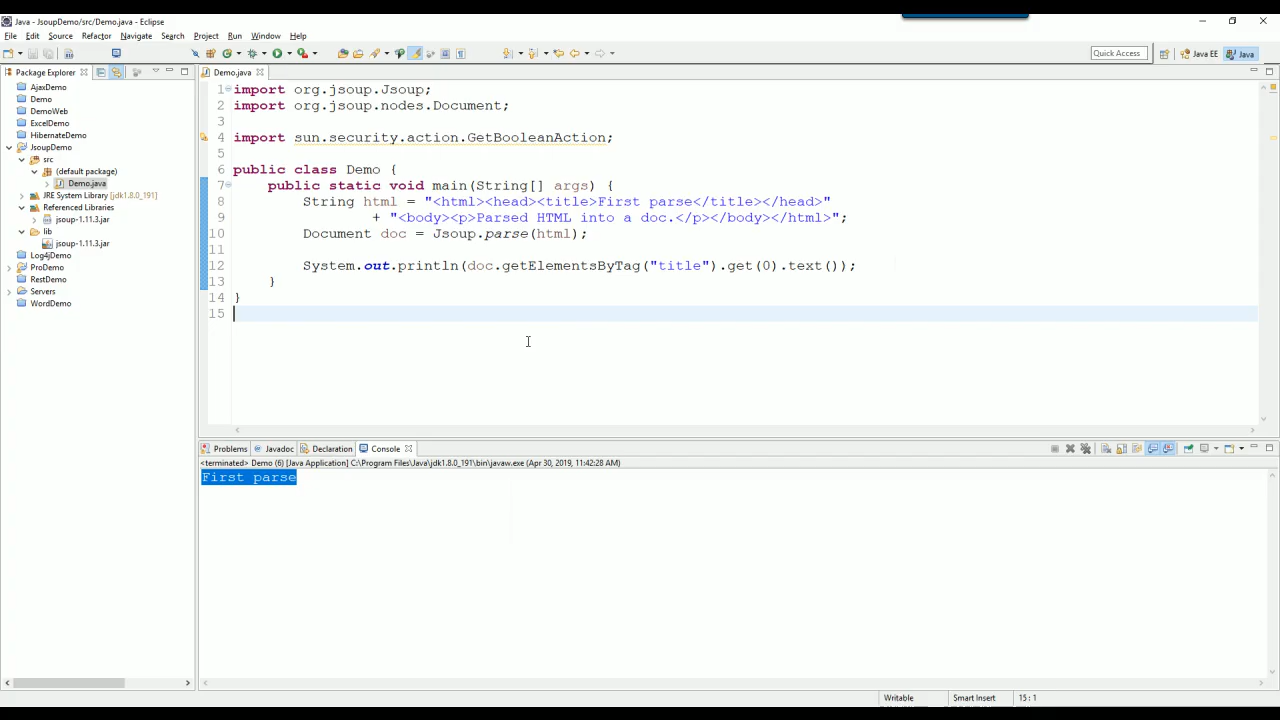 Java - JsoupDemo/src/Demo.java - Eclipse
File Edit Source Refactor Navigate Search Project Run Window Help
Quick Access Java EE Java
Package Explorer
AjaxDemo
Demo
DemoWeb
ExcelDemo
HibernateDemo
JsoupDemo
src
(default package)
Demo.java
JRE System Library [jdk1.8.0_191]
Referenced Libraries
jsoup-1.11.3.jar
lib
jsoup-1.11.3.jar
Log4jDemo
ProDemo
RestDemo
Servers
WordDemo
Demo.java
1 import org.jsoup.Jsoup;
2 import org.jsoup.nodes.Document;
3
4 import sun.security.action.GetBooleanAction;
5
6 public class Demo {
7 public static void main(String[] args) {
8 String html = "<html><head><title>First parse</title></head>"
9 + "<body><p>Parsed HTML into a doc.</p></body></html>";
10 Document doc = Jsoup.parse(html);
11
12 System.out.println(doc.getElementsByTag("title").get(0).text());
13 }
14 }
15
Problems Javadoc Declaration Console
<terminated> Demo (6) [Java Application] C:\Program Files\Java\jdk1.8.0_191\bin\javaw.exe (Apr 30, 2019, 11:42:28 AM)
First parse
Writable Smart Insert 15 : 1